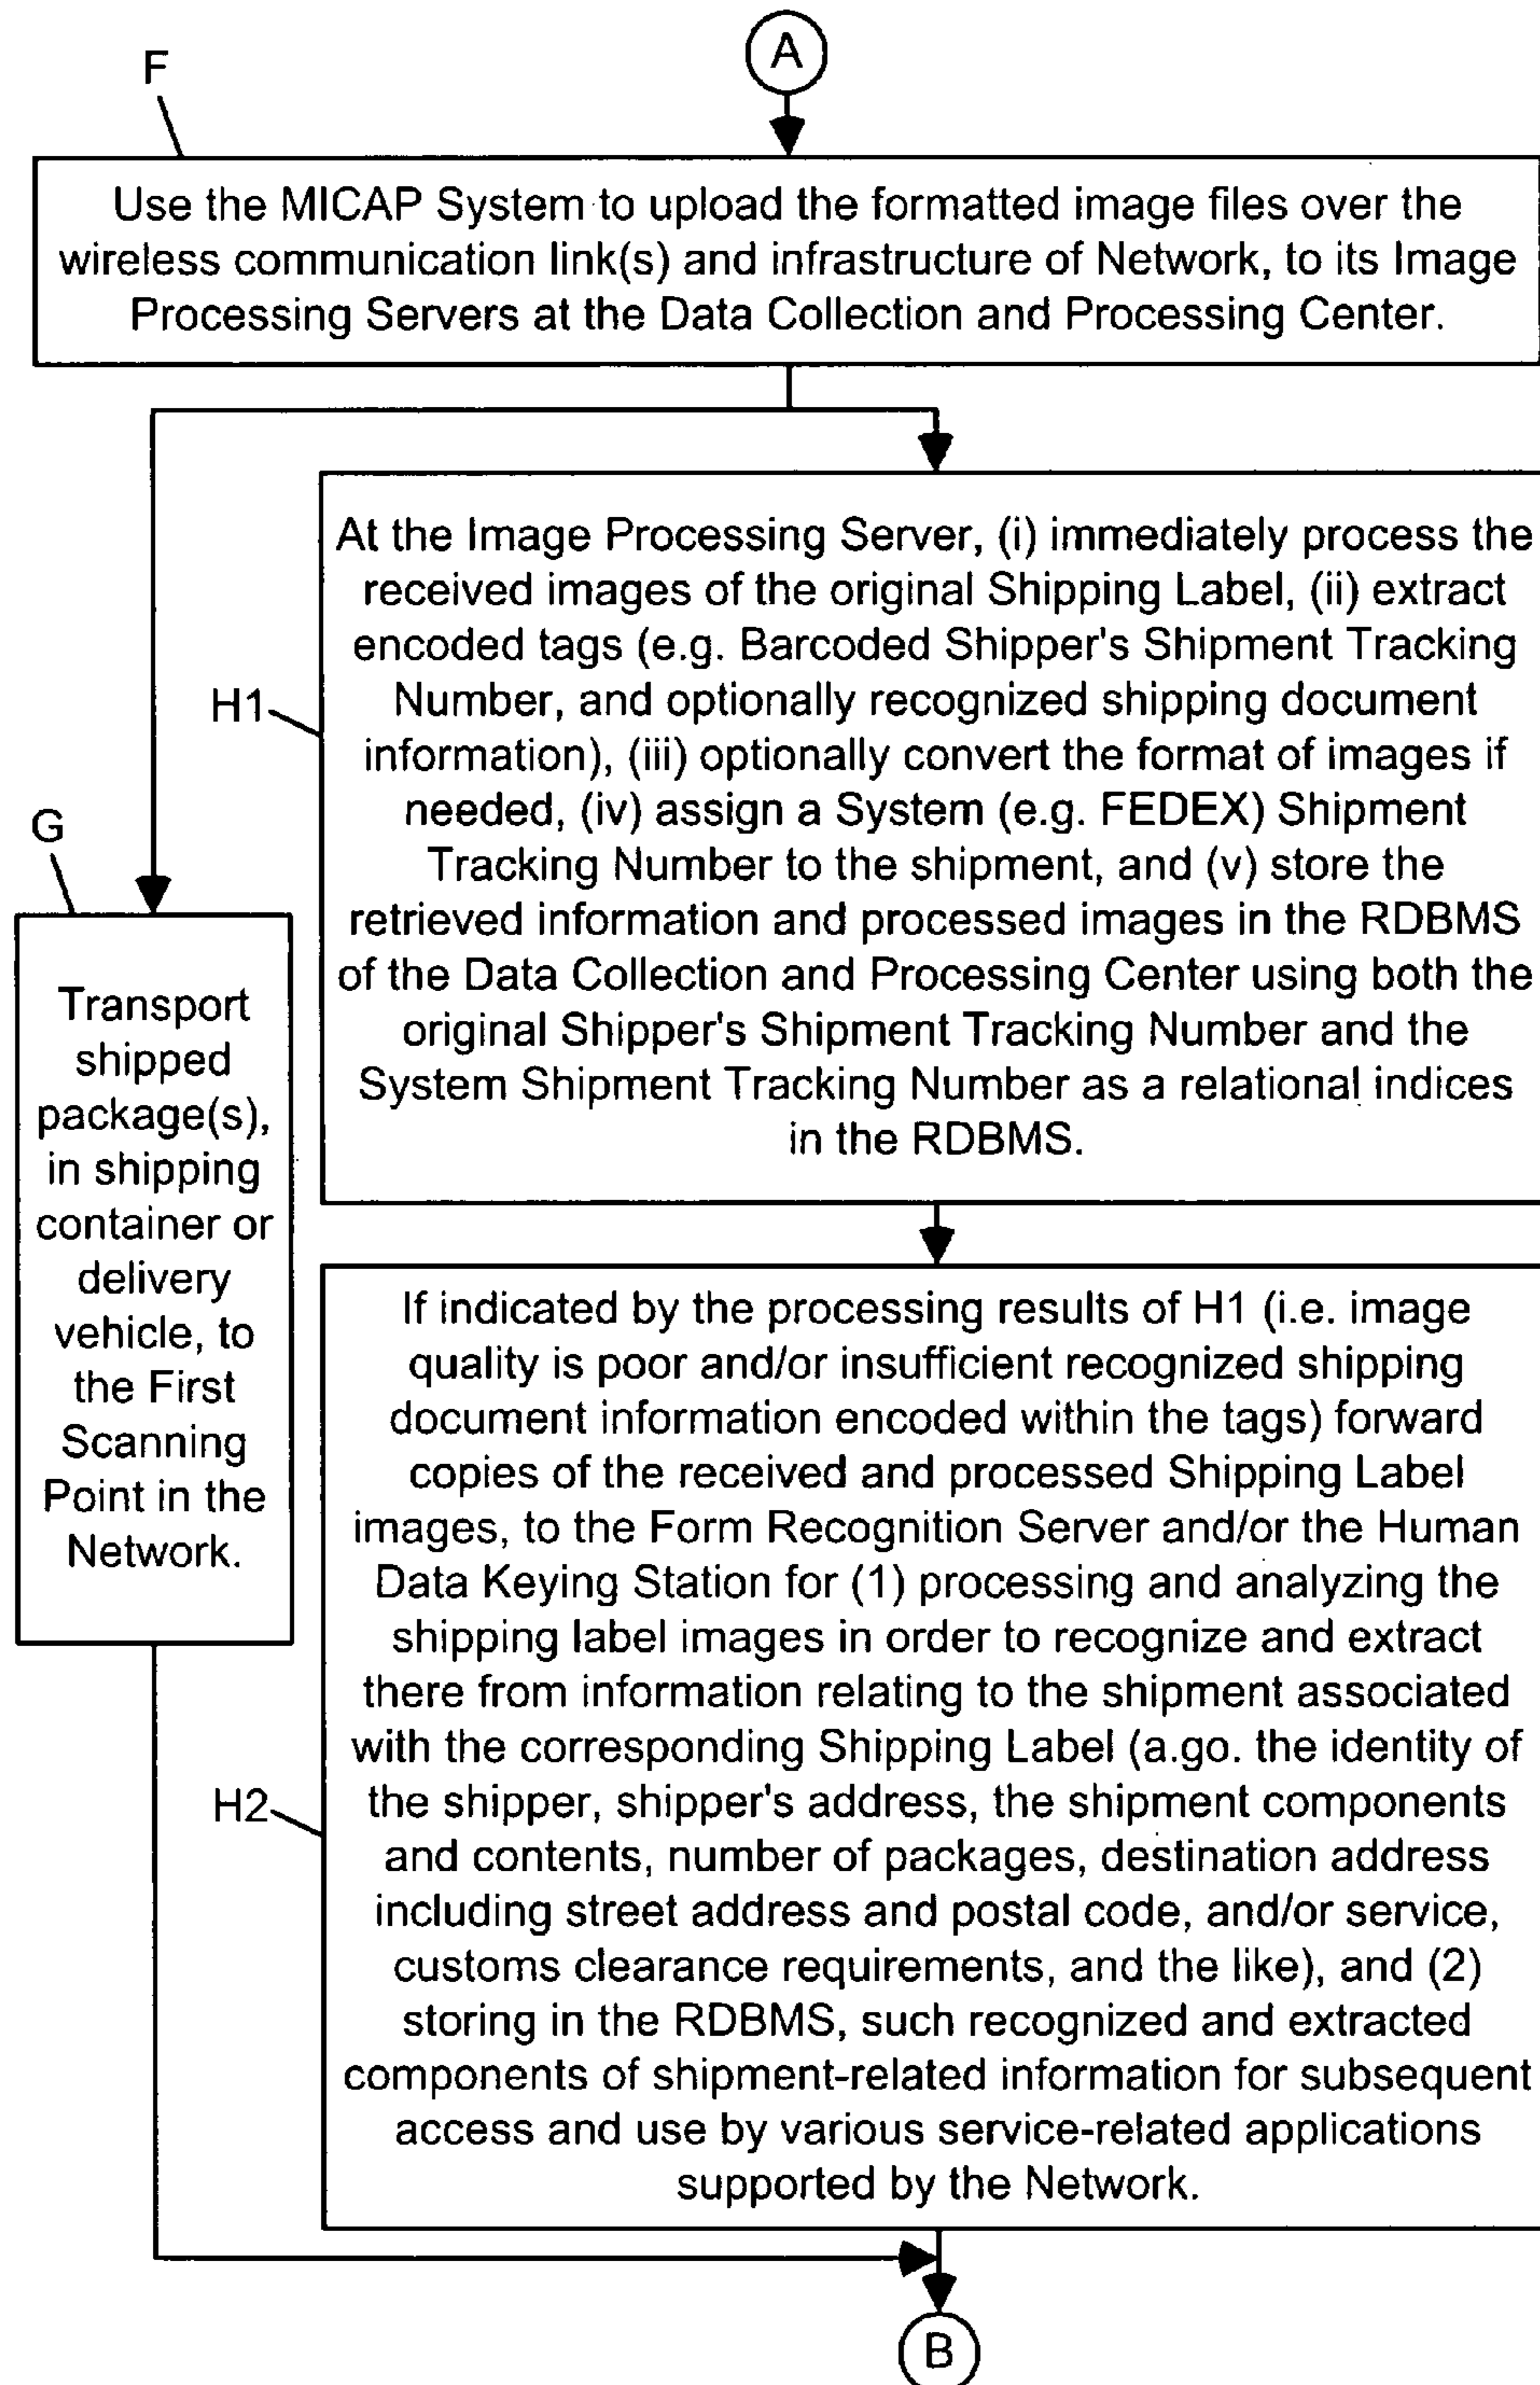 A
F
Use the MICAP System to upload the formatted image files over the
wireless communication link(s) and infrastructure of Network, to its Image
Processing Servers at the Data Collection and Processing Center.
H1
At the Image Processing Server, (i) immediately process the
received images of the original Shipping Label, (ii) extract
encoded tags (e.g. Barcoded Shipper's Shipment Tracking
Number, and optionally recognized shipping document
information), (iii) optionally convert the format of images if
needed, (iv) assign a System (e.g. FEDEX) Shipment
Tracking Number to the shipment, and (v) store the
retrieved information and processed images in the RDBMS
of the Data Collection and Processing Center using both the
original Shipper's Shipment Tracking Number and the
System Shipment Tracking Number as a relational indices
in the RDBMS.
G
Transport
shipped
package(s),
in shipping
container or
delivery
vehicle, to
the First
Scanning
Point in the
Network.
H2
If indicated by the processing results of H1 (i.e. image
quality is poor and/or insufficient recognized shipping
document information encoded within the tags) forward
copies of the received and processed Shipping Label
images, to the Form Recognition Server and/or the Human
Data Keying Station for (1) processing and analyzing the
shipping label images in order to recognize and extract
there from information relating to the shipment associated
with the corresponding Shipping Label (a.go. the identity of
the shipper, shipper's address, the shipment components
and contents, number of packages, destination address
including street address and postal code, and/or service,
customs clearance requirements, and the like), and (2)
storing in the RDBMS, such recognized and extracted
components of shipment-related information for subsequent
access and use by various service-related applications
supported by the Network.
B